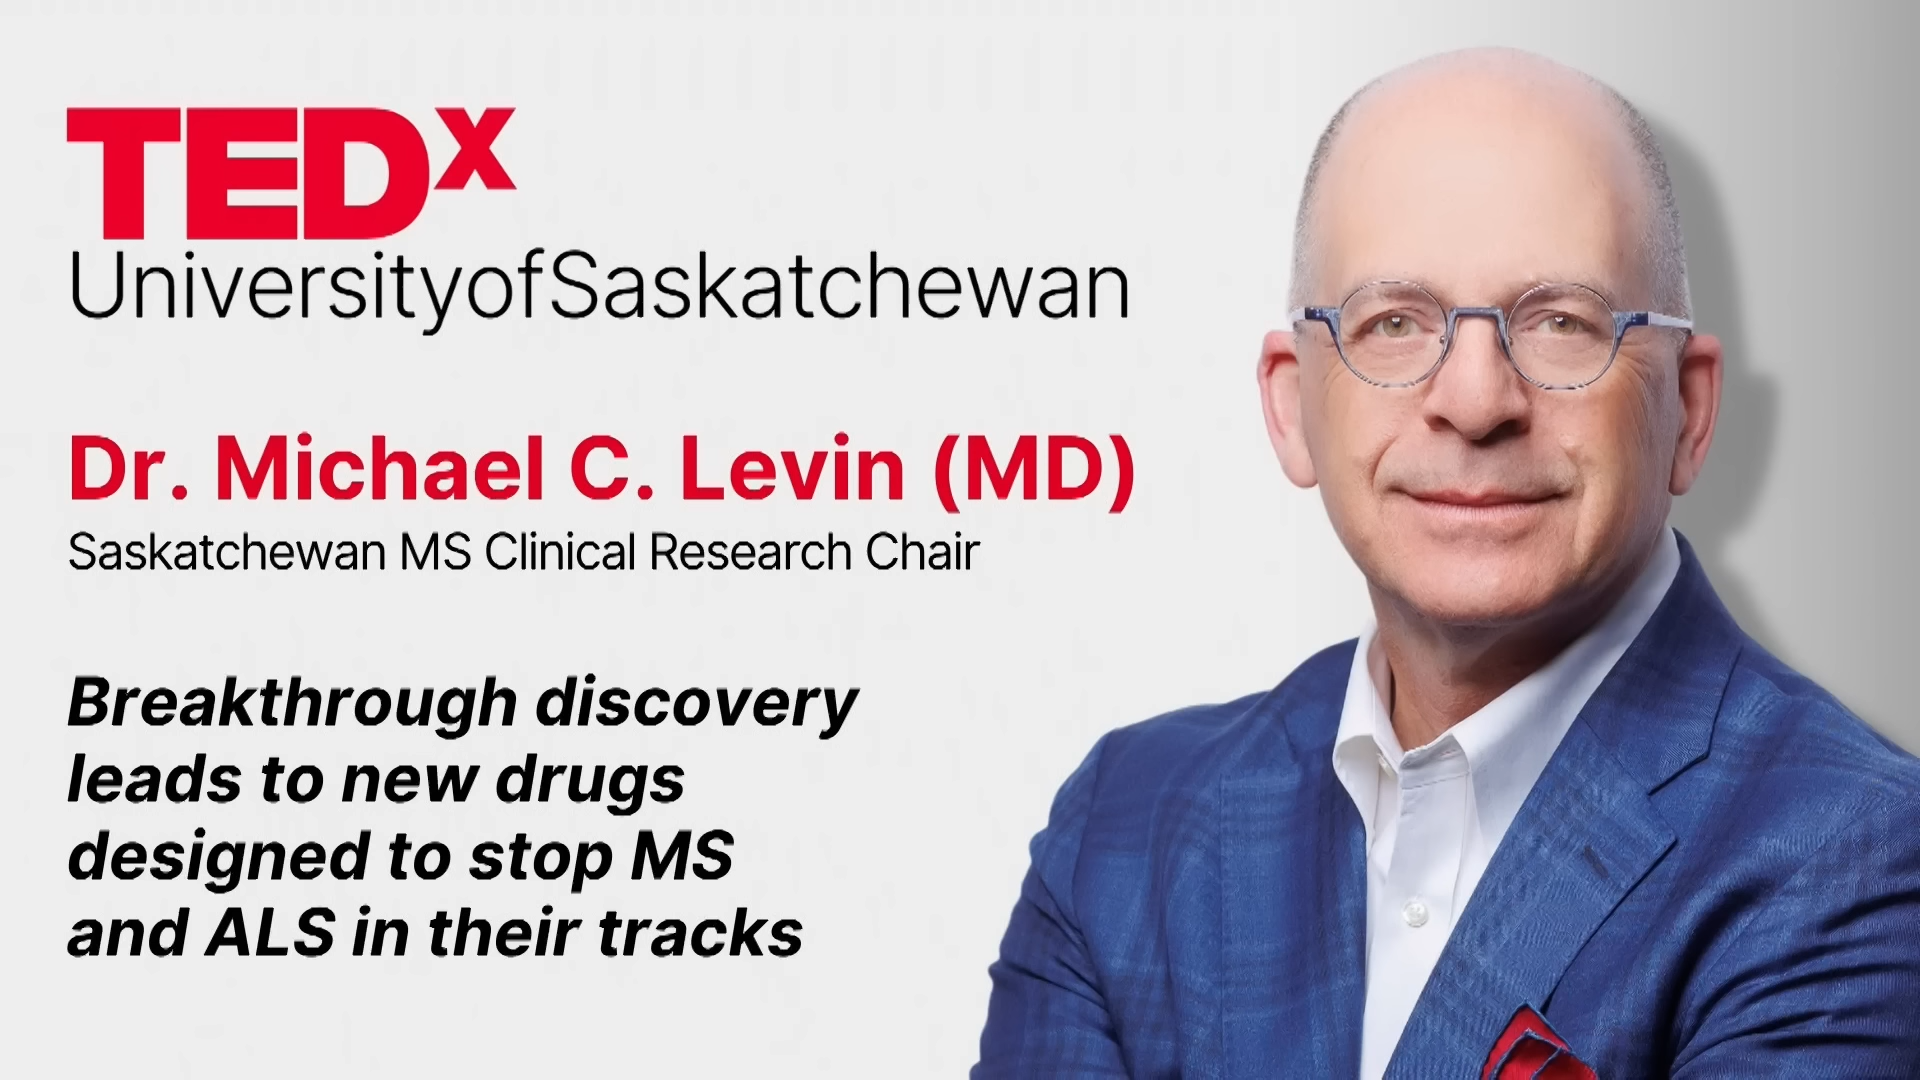 TEDx
UniversityofSaskatchewan
Dr. Michael C. Levin (MD)
Saskatchewan MS Clinical Research Chair
Breakthrough discovery
leads to new drugs
designed to stop MS
and ALS in their tracks